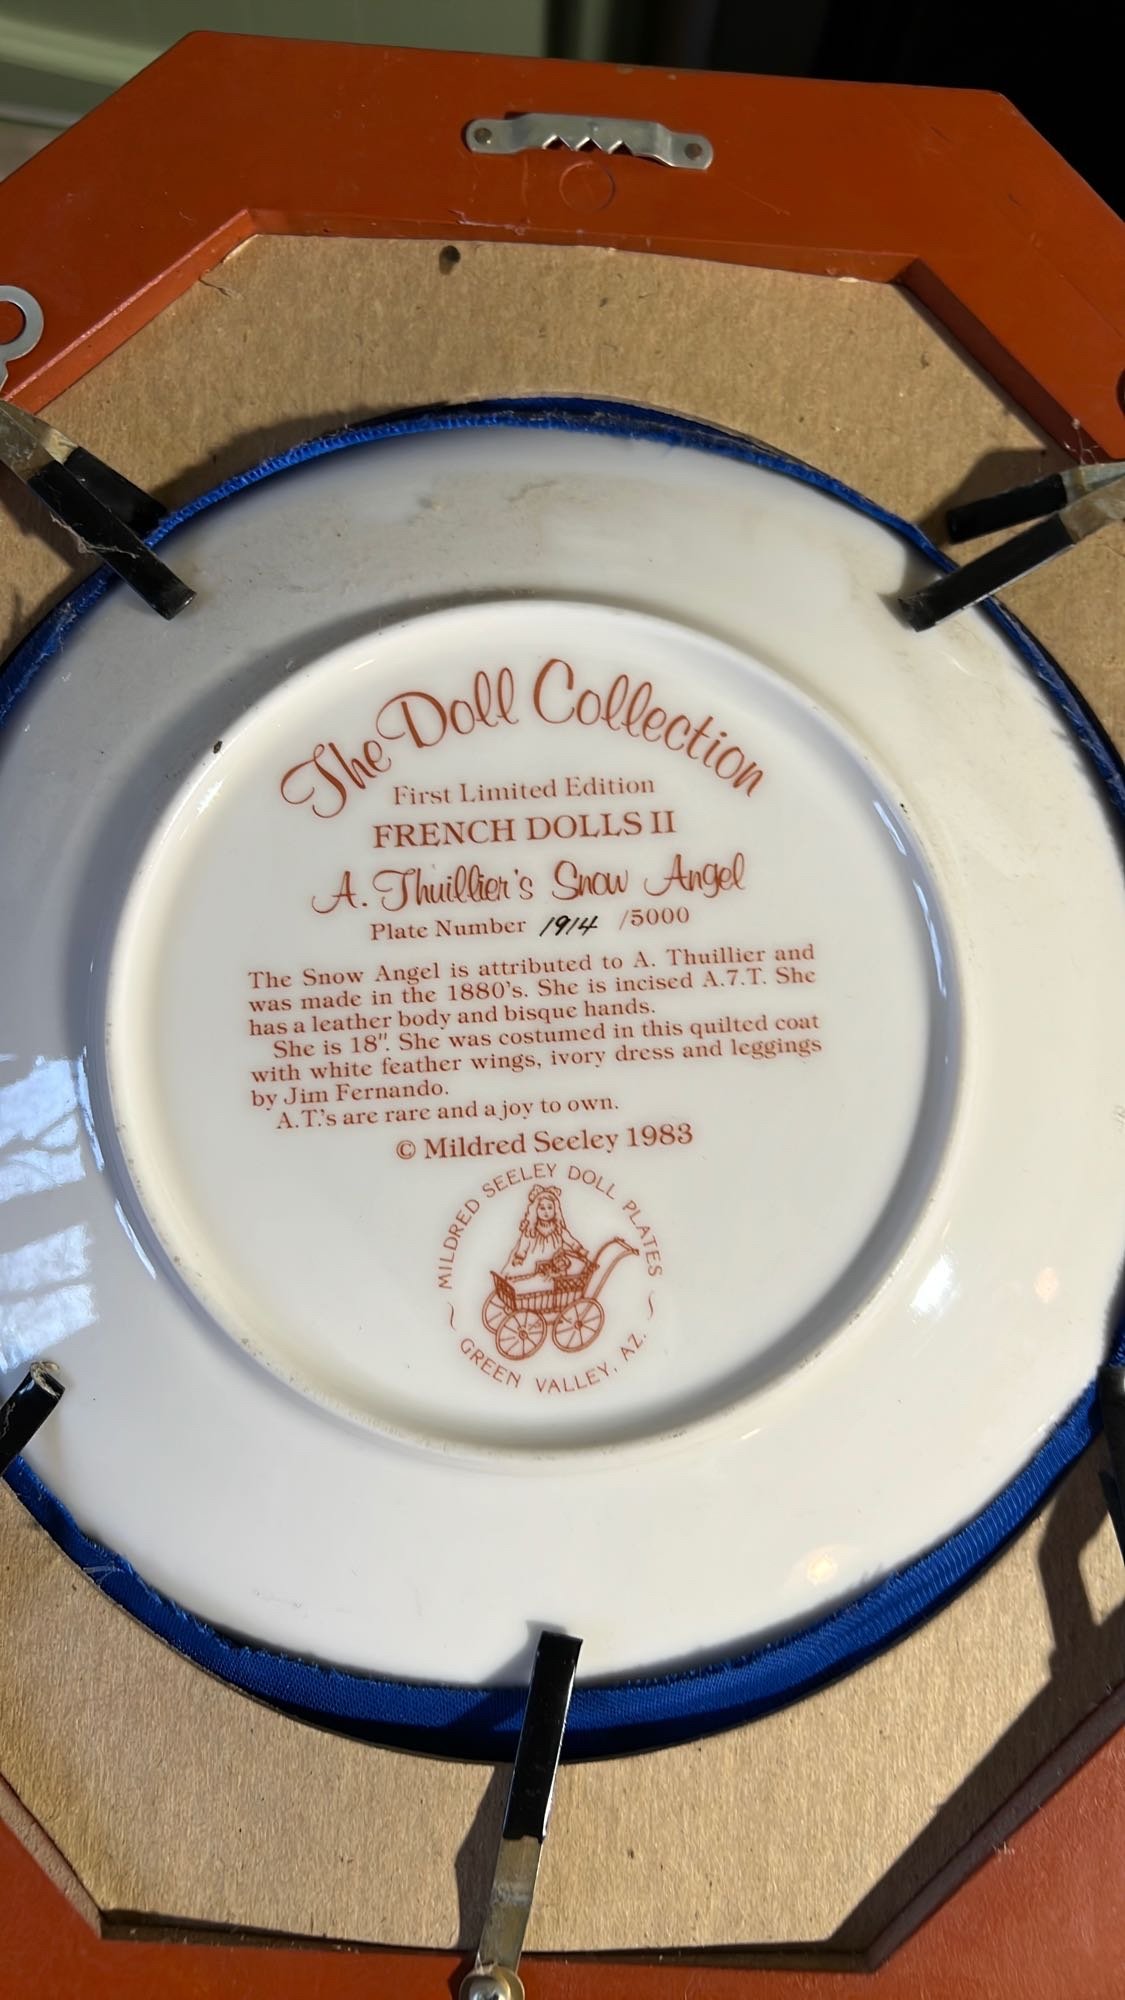 The Doll Collection
First Limited Edition
FRENCH DOLLS II
A. Thuillier's Snow Angel
Plate Number 1914 /5000
The Snow Angel is attributed to A. Thuillier and
was made in the 1880's. She is incised A.7.T. She
has a leather body and bisque hands.
She is 18". She was costumed in this quilted coat
with white feather wings, ivory dress and leggings
by Jim Fernando.
A.T.'s are rare and a joy to own.
© Mildred Seeley 1983
MILDRED SEELEY DOLL PLATES
GREEN VALLEY, AZ.